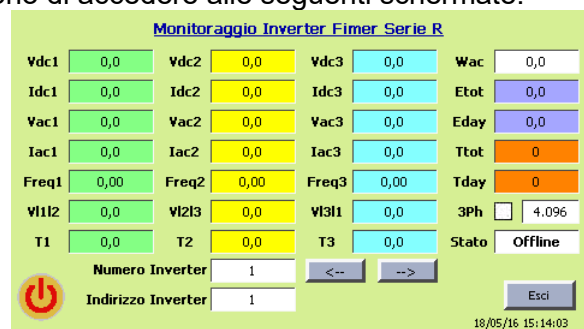 di accedere alle seguenti schermate.
Monitoraggio Inverter Fimer Serie R
Vdc1 0,0 Vdc2 0,0 Vdc3 0,0 Wac 0,0
Idc1 0,0 Idc2 0,0 Idc3 0,0 Etot 0,0
Vac1 0,0 Vac2 0,0 Vac3 0,0 Eday 0,0
Iac1 0,0 Iac2 0,0 Iac3 0,0 Ttot 0
Freq1 0,00 Freq2 0,00 Freq3 0,00 Tday 0
Vl1l2 0,0 Vl2l3 0,0 Vl3l1 0,0 3Ph 4.096
T1 0,0 T2 0,0 T3 0,0 Stato Offline
Numero Inverter 1 <-- -->
Indirizzo Inverter 1 Esci
18/05/16 15:14:03